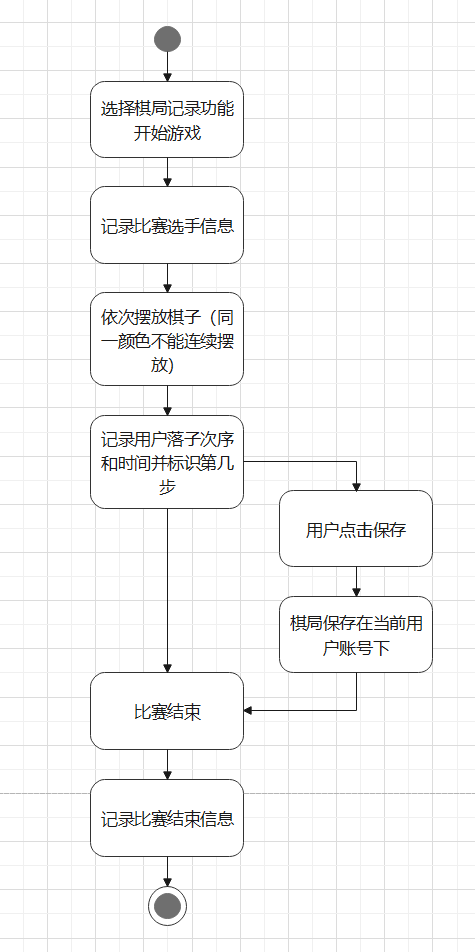 选择棋局记录功能
开始游戏
记录比赛选手信息
依次摆放棋子（同
一颜色不能连续摆
放）
记录用户落子次序
和时间并标识第几
步
用户点击保存
棋局保存在当前用
户账号下
比赛结束
记录比赛结束信息